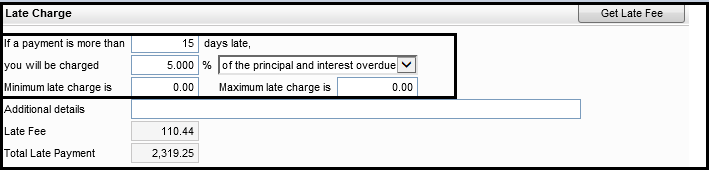 Late Charge Get Late Fee
If a payment is more than 15 days late,
you will be charged 5.000 % of the principal and interest overdue
Minimum late charge is 0.00 Maximum late charge is 0.00
Additional details
Late Fee 110.44
Total Late Payment 2,319.25